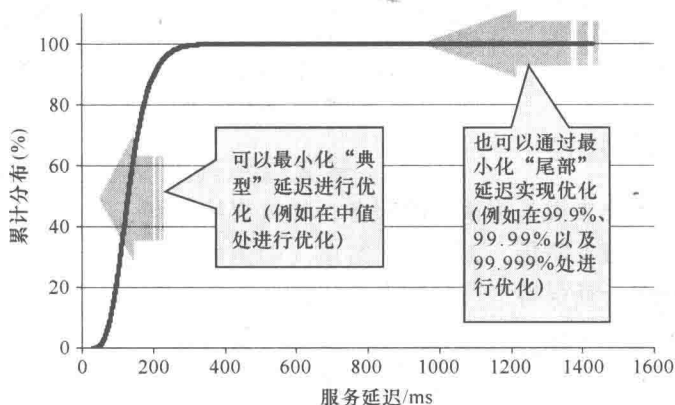 100
80
60
40
20
0
累计分布(%)
可以最小化“典
型”延迟进行优
化（例如在中值
处进行优化）
也可以通过最
小化“尾部”
延迟实现优化
(例如在99.9%、
99.99%以及
99.999%处进
行优化)
0 200 400 600 800 1000 1200 1400 1600
服务延迟/ms